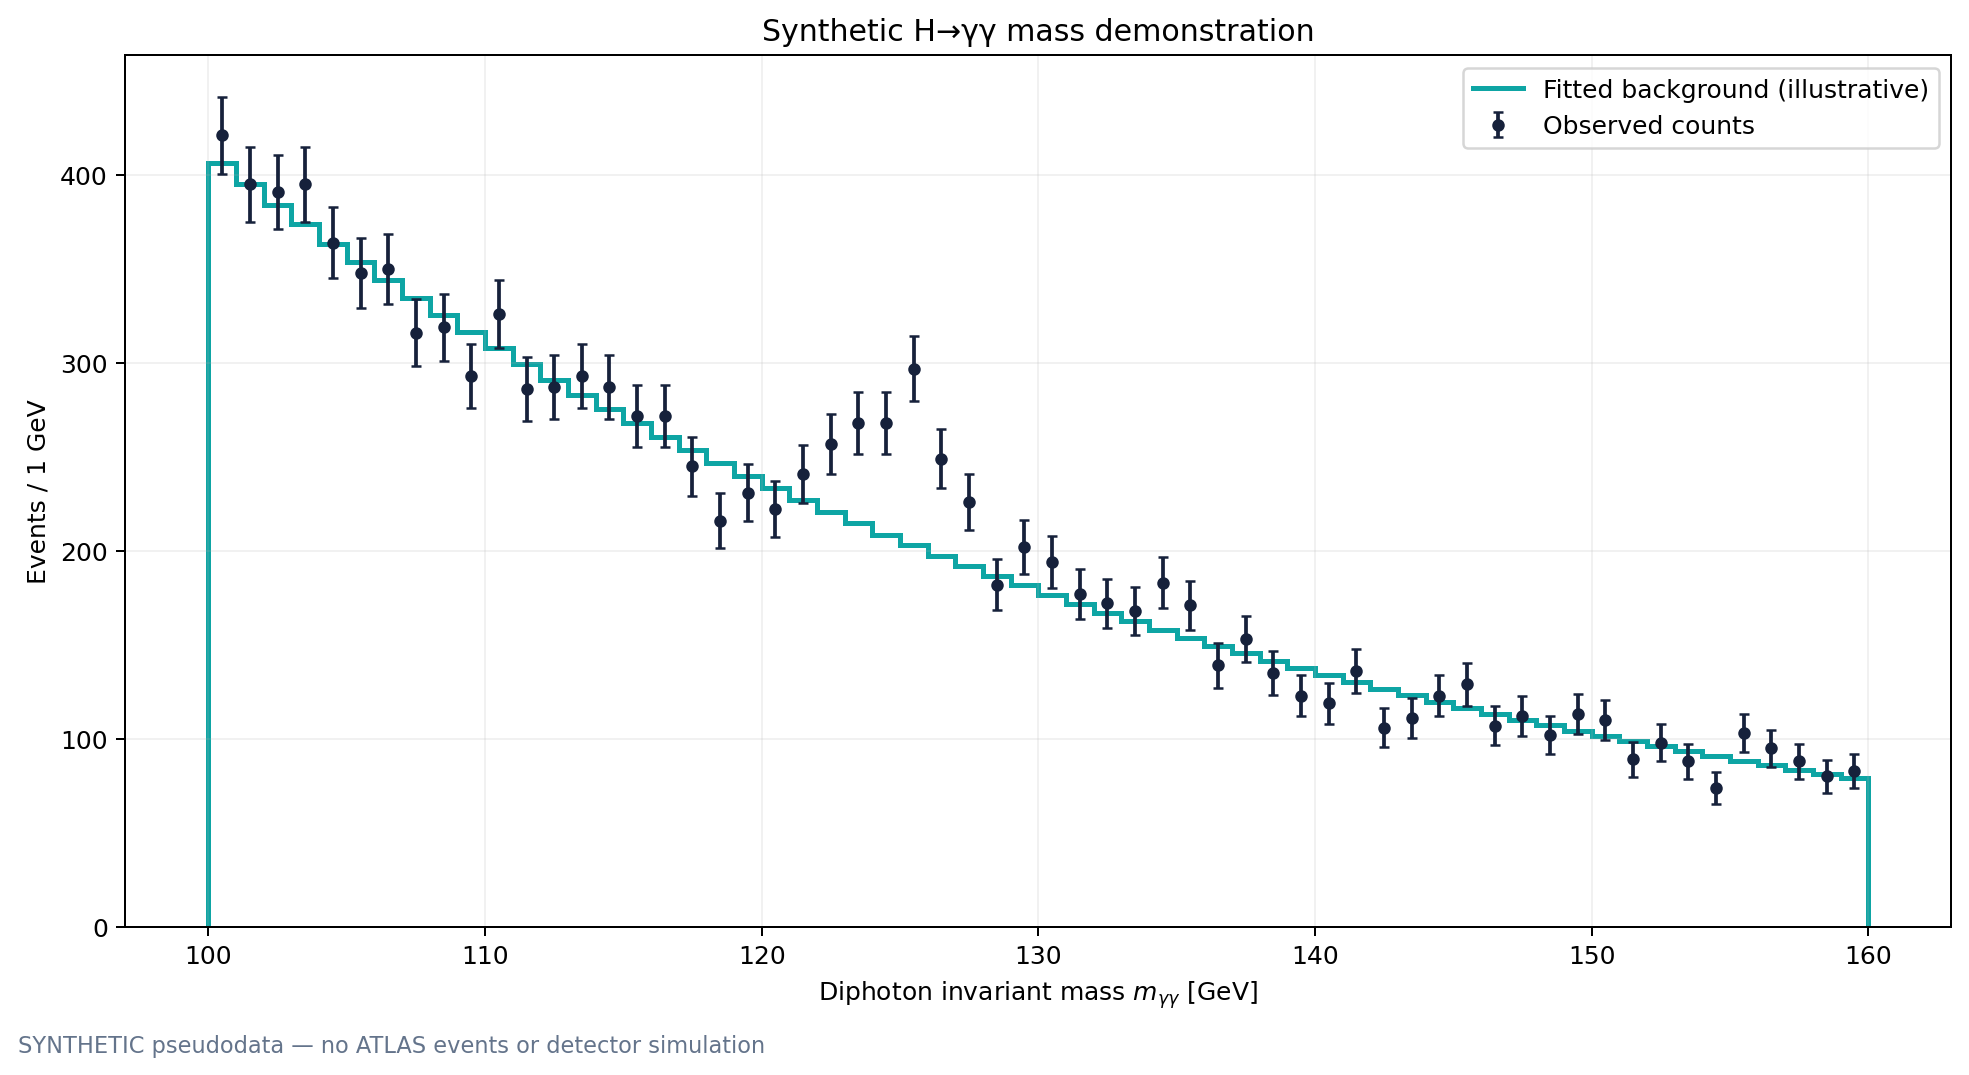 Synthetic H→γγ mass demonstration
Fitted background (illustrative)
Observed counts
Events / 1 GeV
400
300
200
100
0
100 110 120 130 140 150 160
Diphoton invariant mass mγγ [GeV]
SYNTHETIC pseudodata — no ATLAS events or detector simulation